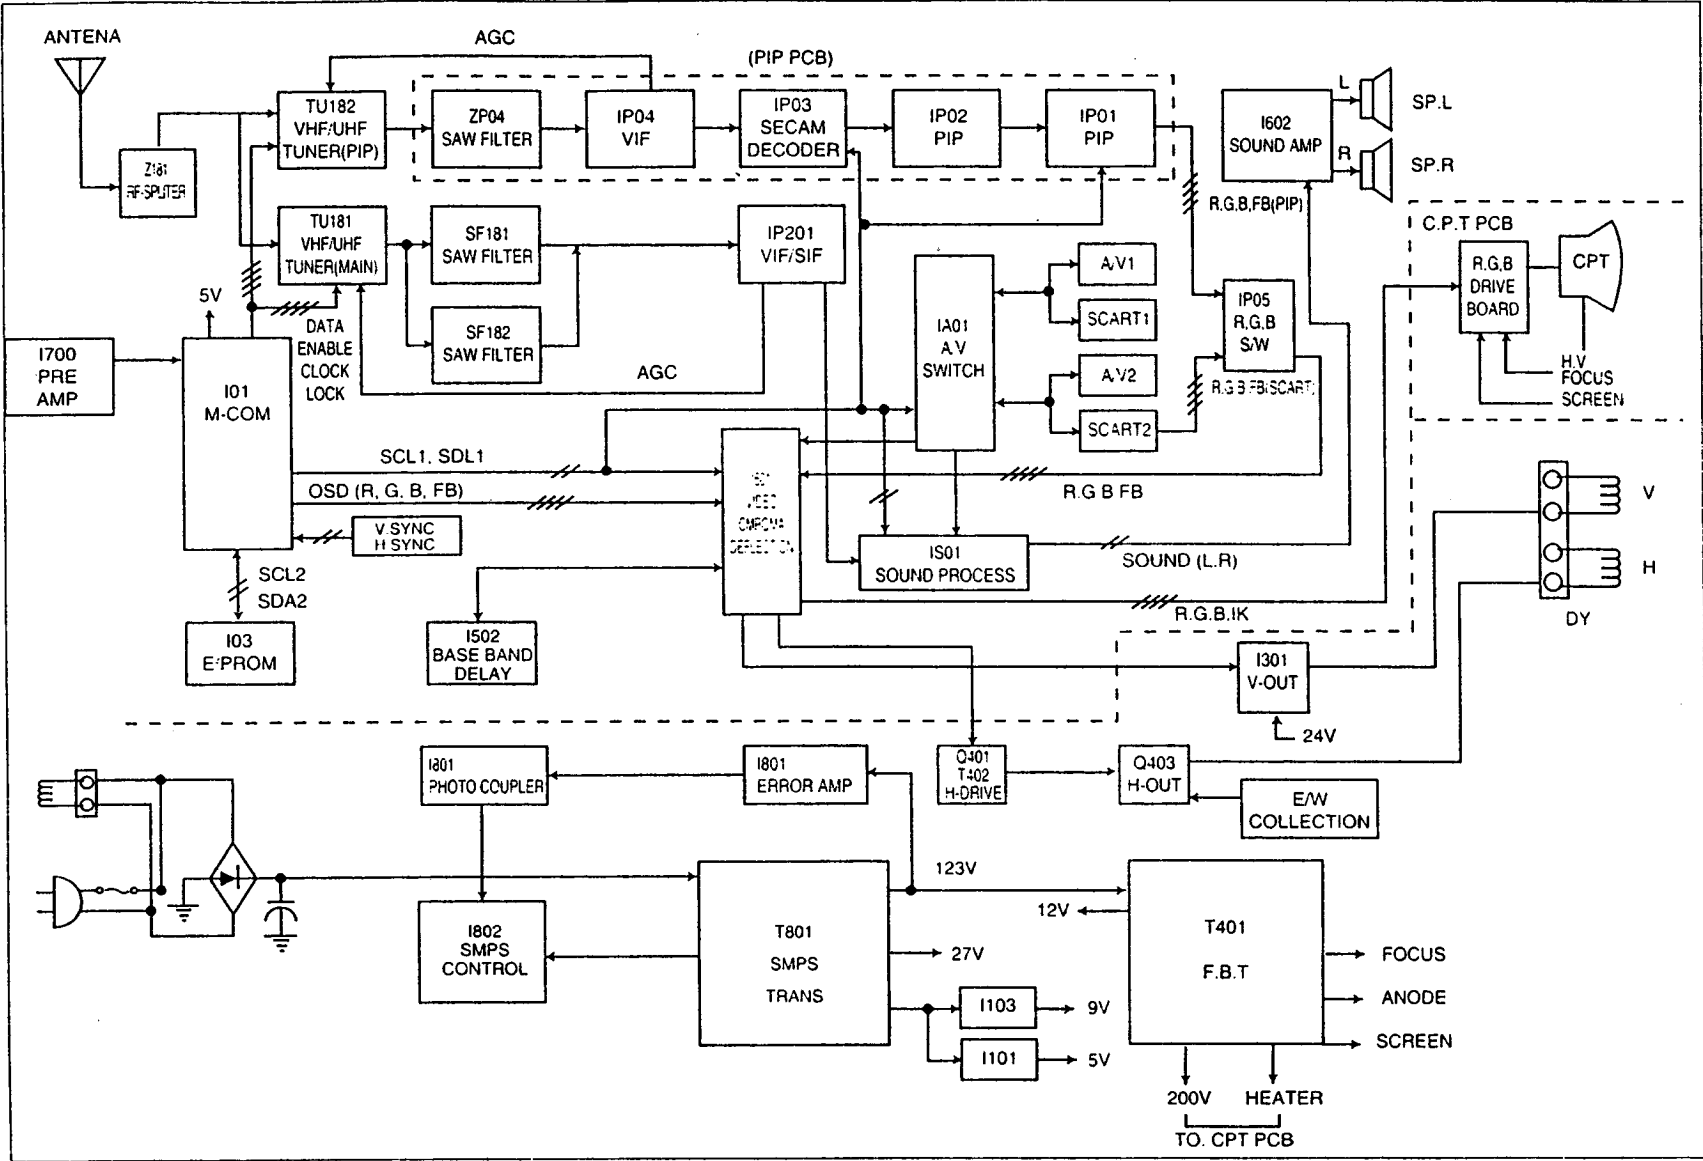 ANTENA
AGC
(PIP PCB)
TU182
VHF/UHF
TUNER(PIP)
ZP04
SAW FILTER
IP04
VIF
IP03
SECAM
DECODER
IP02
PIP
IP01
PIP
I602
SOUND AMP
L
SP.L
R
SP.R
Z181
RF-SPLITER
R,G,B,FB(PIP)
TU181
VHF/UHF
TUNER(MAIN)
SF181
SAW FILTER
IP201
VIF/SIF
C.P.T PCB
R,G,B
DRIVE
BOARD
CPT
A/V1
SCART1
IA01
A/V
SWITCH
IP05
R,G,B
S/W
5V
DATA
ENABLE
CLOCK
LOCK
SF182
SAW FILTER
AGC
A/V2
SCART2
R.G.B FB(SCART)
H.V
FOCUS
SCREEN
I700
PRE
AMP
I01
M-COM
SCL1, SDL1
OSD (R, G, B, FB)
V.SYNC
H.SYNC
R.G B FB
V
H
DY
IS01
SOUND PROCESS
SOUND (L.R)
SCL2
SDA2
R.G.B.IK
I03
I502
BASE BAND
DELAY
I301
V-OUT
24V
I801
PHOTO COUPLER
I801
ERROR AMP
Q401
T402
H-DRIVE
Q403
H-OUT
E/W
COLLECTION
123V
12V
I802
SMPS
CONTROL
T801
SMPS
TRANS
27V
I103
9V
I101
5V
T401
F.B.T
FOCUS
ANODE
SCREEN
200V
HEATER
TO. CPT PCB